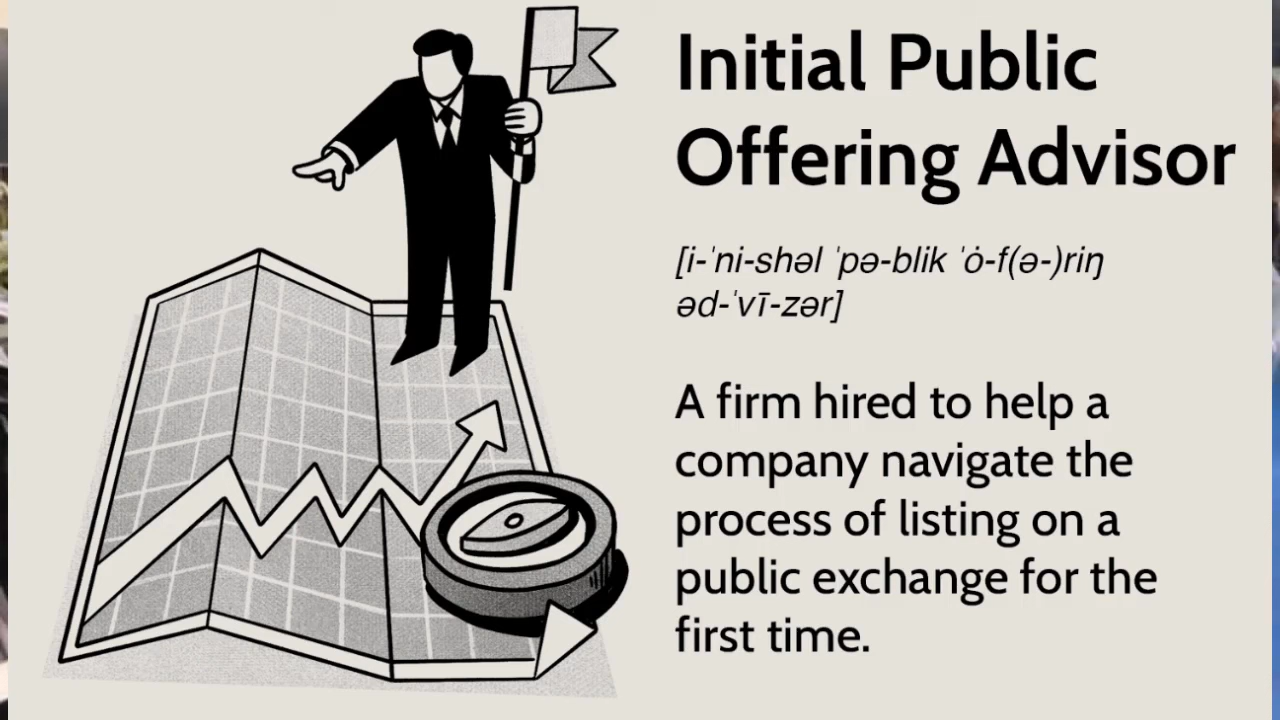 Initial Public
Offering Advisor
[i-ˈni-shəl ˈpə-blik ˈȯ-f(ə-)riŋ
əd-ˈvī-zər]
A firm hired to help a
company navigate the
process of listing on a
public exchange for the
first time.